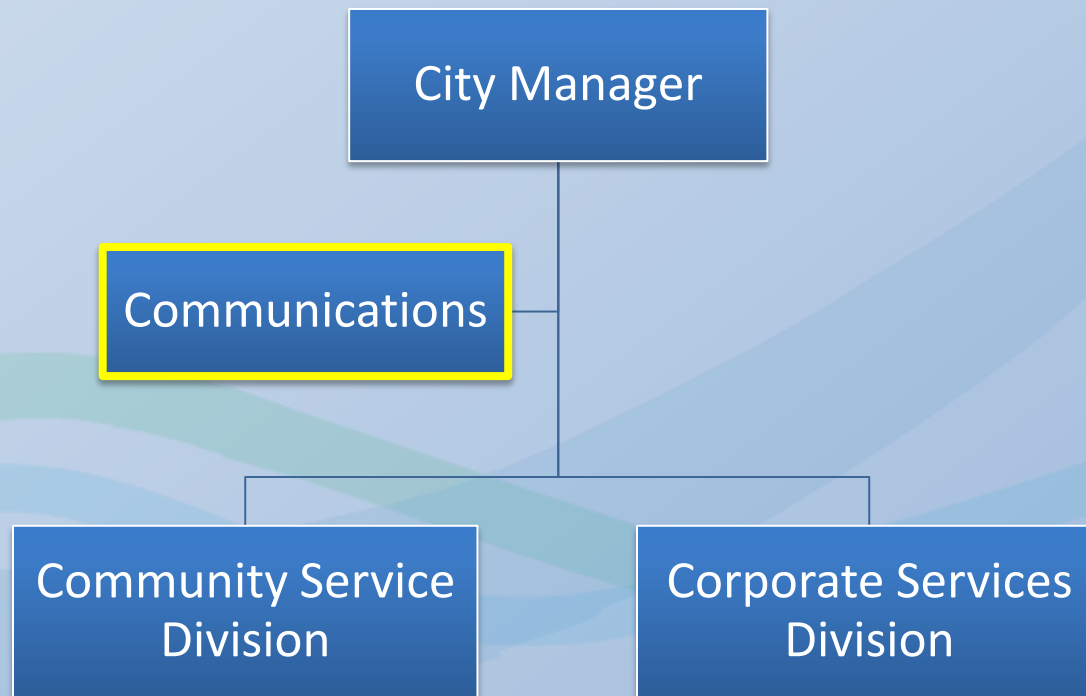 City Manager
Communications
Community Service
Division
Corporate Services
Division